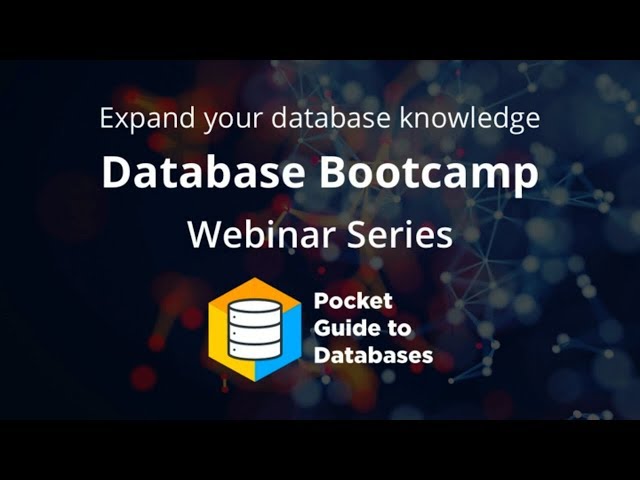 Expand your database knowledge
Database Bootcamp
Webinar Series
Pocket
Guide to
Databases